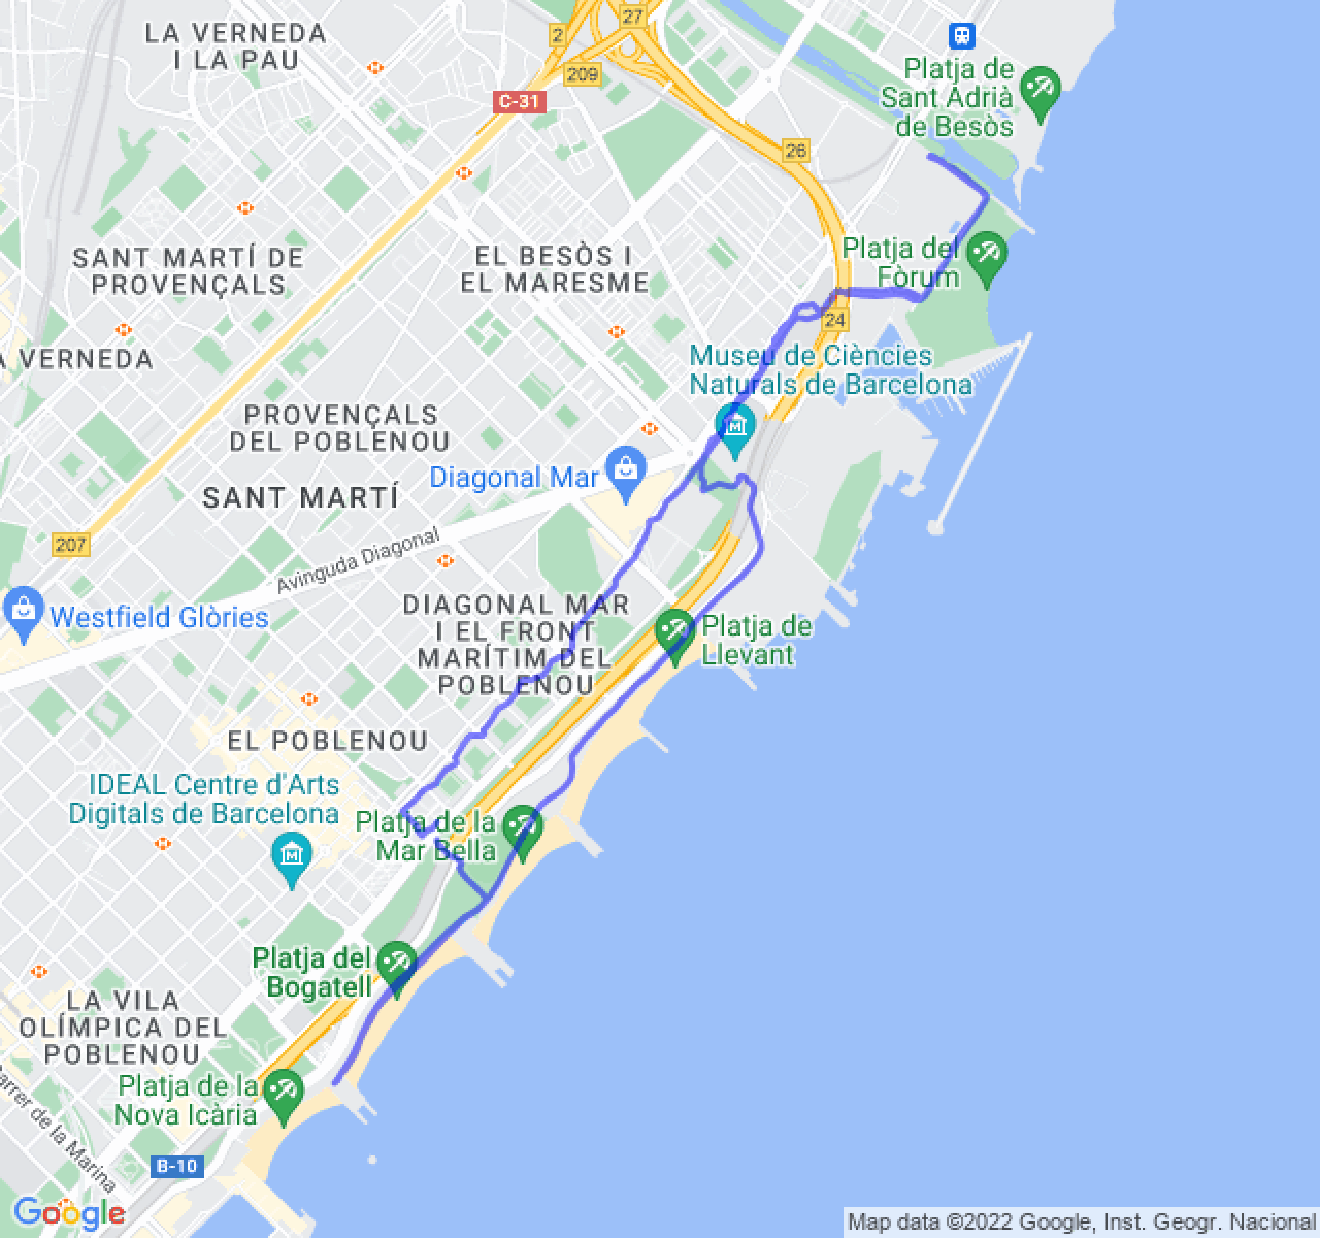 LA VERNEDA
I LA PAU
2
27
209
C-31
Platja de
Sant Adrià
de Besòs
26
SANT MARTÍ DE
PROVENÇALS
EL BESÒS I
EL MARESME
Platja del
Fòrum
24
A VERNEDA
Museu de Ciències
Naturals de Barcelona
PROVENÇALS
DEL POBLENOU
Diagonal Mar
SANT MARTÍ
207
Avinguda Diagonal
Westfield Glòries
DIAGONAL MAR
I EL FRONT
MARÍTIM DEL
POBLENOU
Platja de
Llevant
EL POBLENOU
IDEAL Centre d'Arts
Digitals de Barcelona
Platja de la
Mar Bella
Platja del
Bogatell
LA VILA
OLÍMPICA DEL
POBLENOU
Platja de la
Nova Icària
arrer de la Marina
B-10
Google
Map data ©2022 Google, Inst. Geogr. Nacional